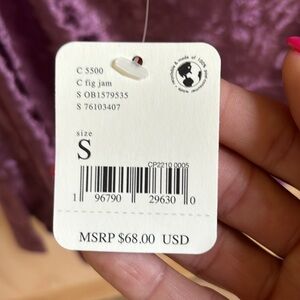 C 5500
C fig jam
S OB1579535
S 76103407
size
S
CP2210 0005
1 96790 29630 0
MSRP $68.00 USD